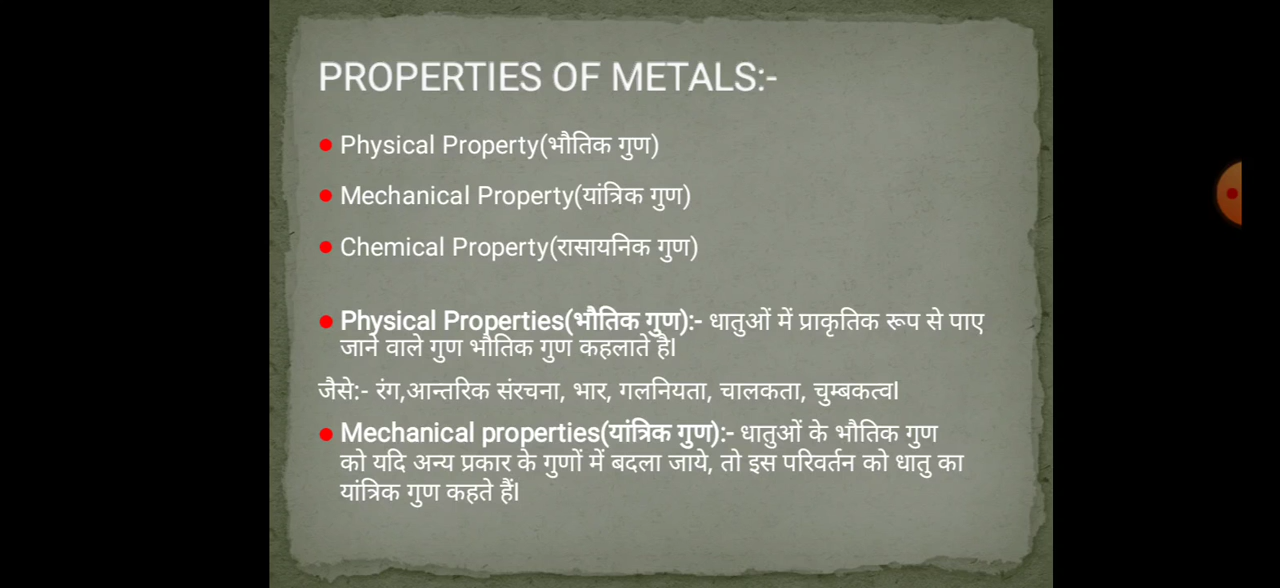 PROPERTIES OF METALS:-
Physical Property(भौतिक गुण)
Mechanical Property(यांत्रिक गुण)
Chemical Property(रासायनिक गुण)
Physical Properties(भौतिक गुण):- धातुओं में प्राकृतिक रूप से पाए
जाने वाले गुण भौतिक गुण कहलाते है।
जैसे:- रंग,आन्तरिक संरचना, भार, गलनियता, चालकता, चुम्बकत्व।
Mechanical properties(यांत्रिक गुण):- धातुओं के भौतिक गुण
को यदि अन्य प्रकार के गुणों में बदला जाये, तो इस परिवर्तन को धातु का
यांत्रिक गुण कहते हैं।